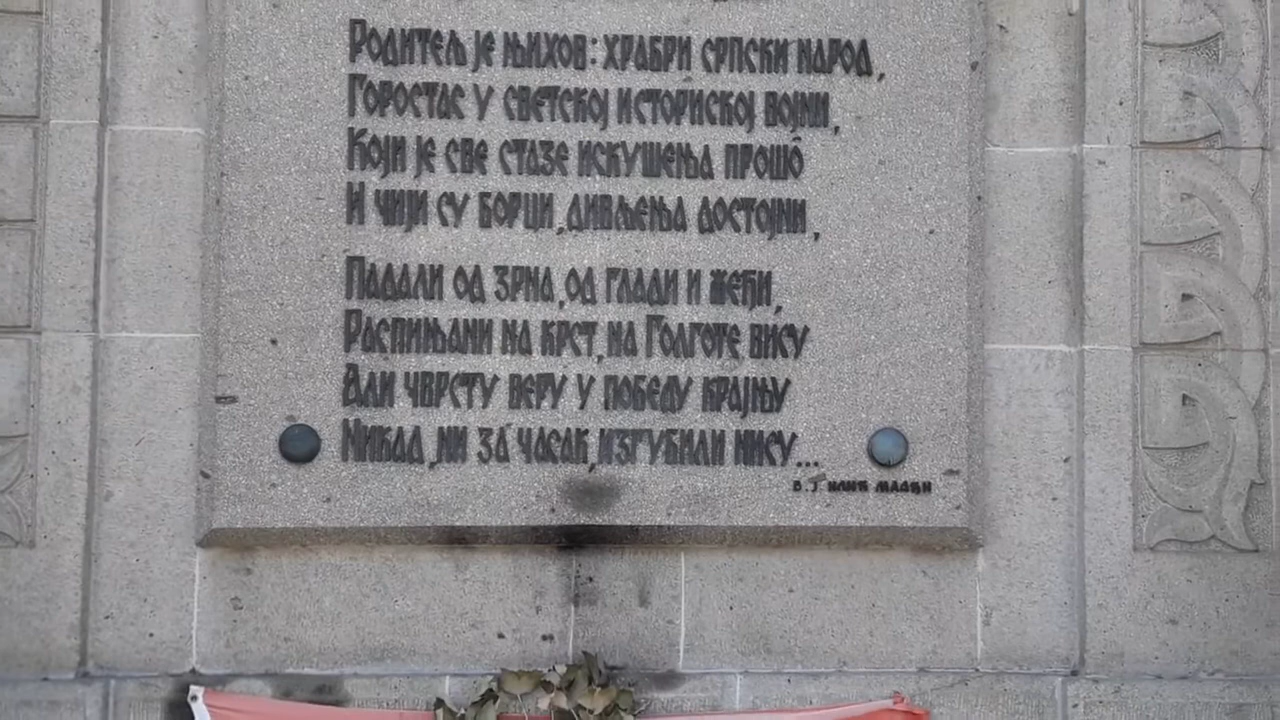 Родитељ је њихов: храбри српски народ,
Горостас у светској историској војни,
Који је све стазе искушења прошо̂
И чији су борци, дивљења достојни,
Падали од зрна, од глади и жеђи,
Распињани на крст, на Голготе вису
Али чврсту веру у победу крајњу
Никад, ни за часак, изгубили нису...
В. Ј. Илић Млађи